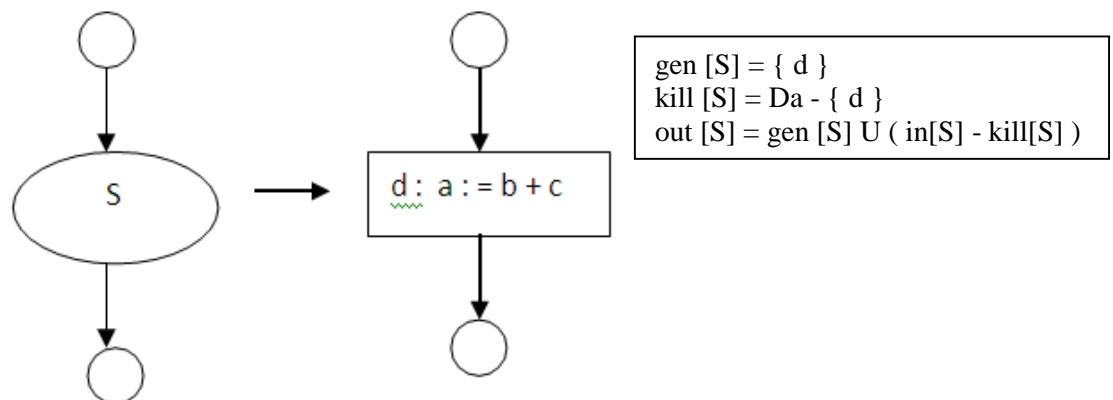 S
d : a : = b + c
gen [S] = { d }
kill [S] = Da - { d }
out [S] = gen [S] U ( in[S] - kill[S] )